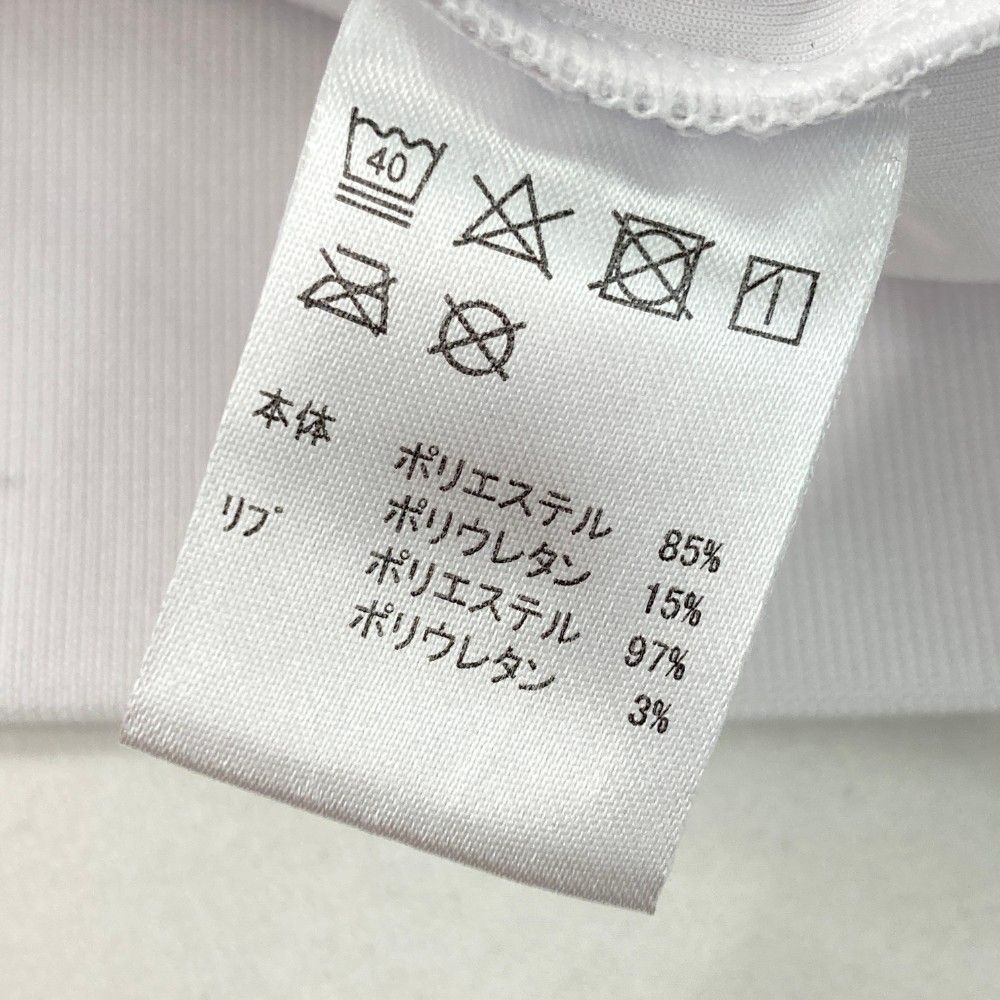 40
本体 ポリエステル 85%
リブ ポリウレタン 15%
ポリエステル 97%
ポリウレタン 3%